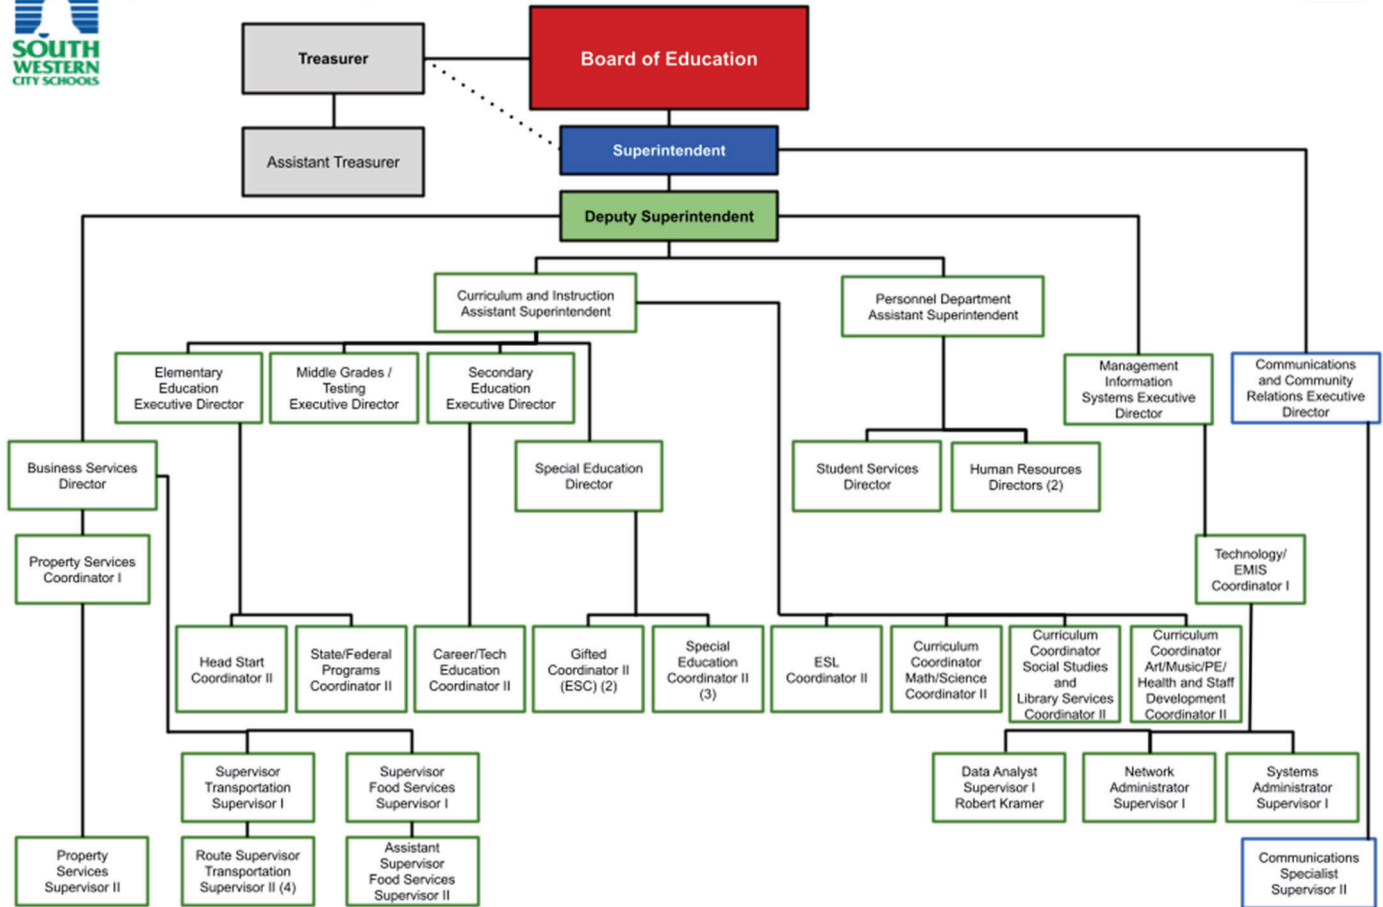 SOUTH
WESTERN
CITY SCHOOLS
Treasurer
Board of Education
Assistant Treasurer
Superintendent
Deputy Superintendent
Curriculum and Instruction
Assistant Superintendent
Personnel Department
Assistant Superintendent
Elementary
Education
Executive Director
Middle Grades /
Testing
Executive Director
Secondary
Education
Executive Director
Management
Information
Systems Executive
Director
Communications
and Community
Relations Executive
Director
Business Services
Director
Special Education
Director
Student Services
Director
Human Resources
Directors (2)
Property Services
Coordinator I
Technology/
EMIS
Coordinator I
Head Start
Coordinator II
State/Federal
Programs
Coordinator II
Career/Tech
Education
Coordinator II
Gifted
Coordinator II
(ESC) (2)
Special
Education
Coordinator II
(3)
ESL
Coordinator II
Curriculum
Coordinator
Math/Science
Coordinator II
Curriculum
Coordinator
Social Studies
and
Library Services
Coordinator II
Curriculum
Coordinator
Art/Music/PE/
Health and Staff
Development
Coordinator II
Supervisor
Transportation
Supervisor I
Supervisor
Food Services
Supervisor I
Data Analyst
Supervisor I
Robert Kramer
Network
Administrator
Supervisor I
Systems
Administrator
Supervisor I
Property
Services
Supervisor II
Route Supervisor
Transportation
Supervisor II (4)
Assistant
Supervisor
Food Services
Supervisor II
Communications
Specialist
Supervisor II